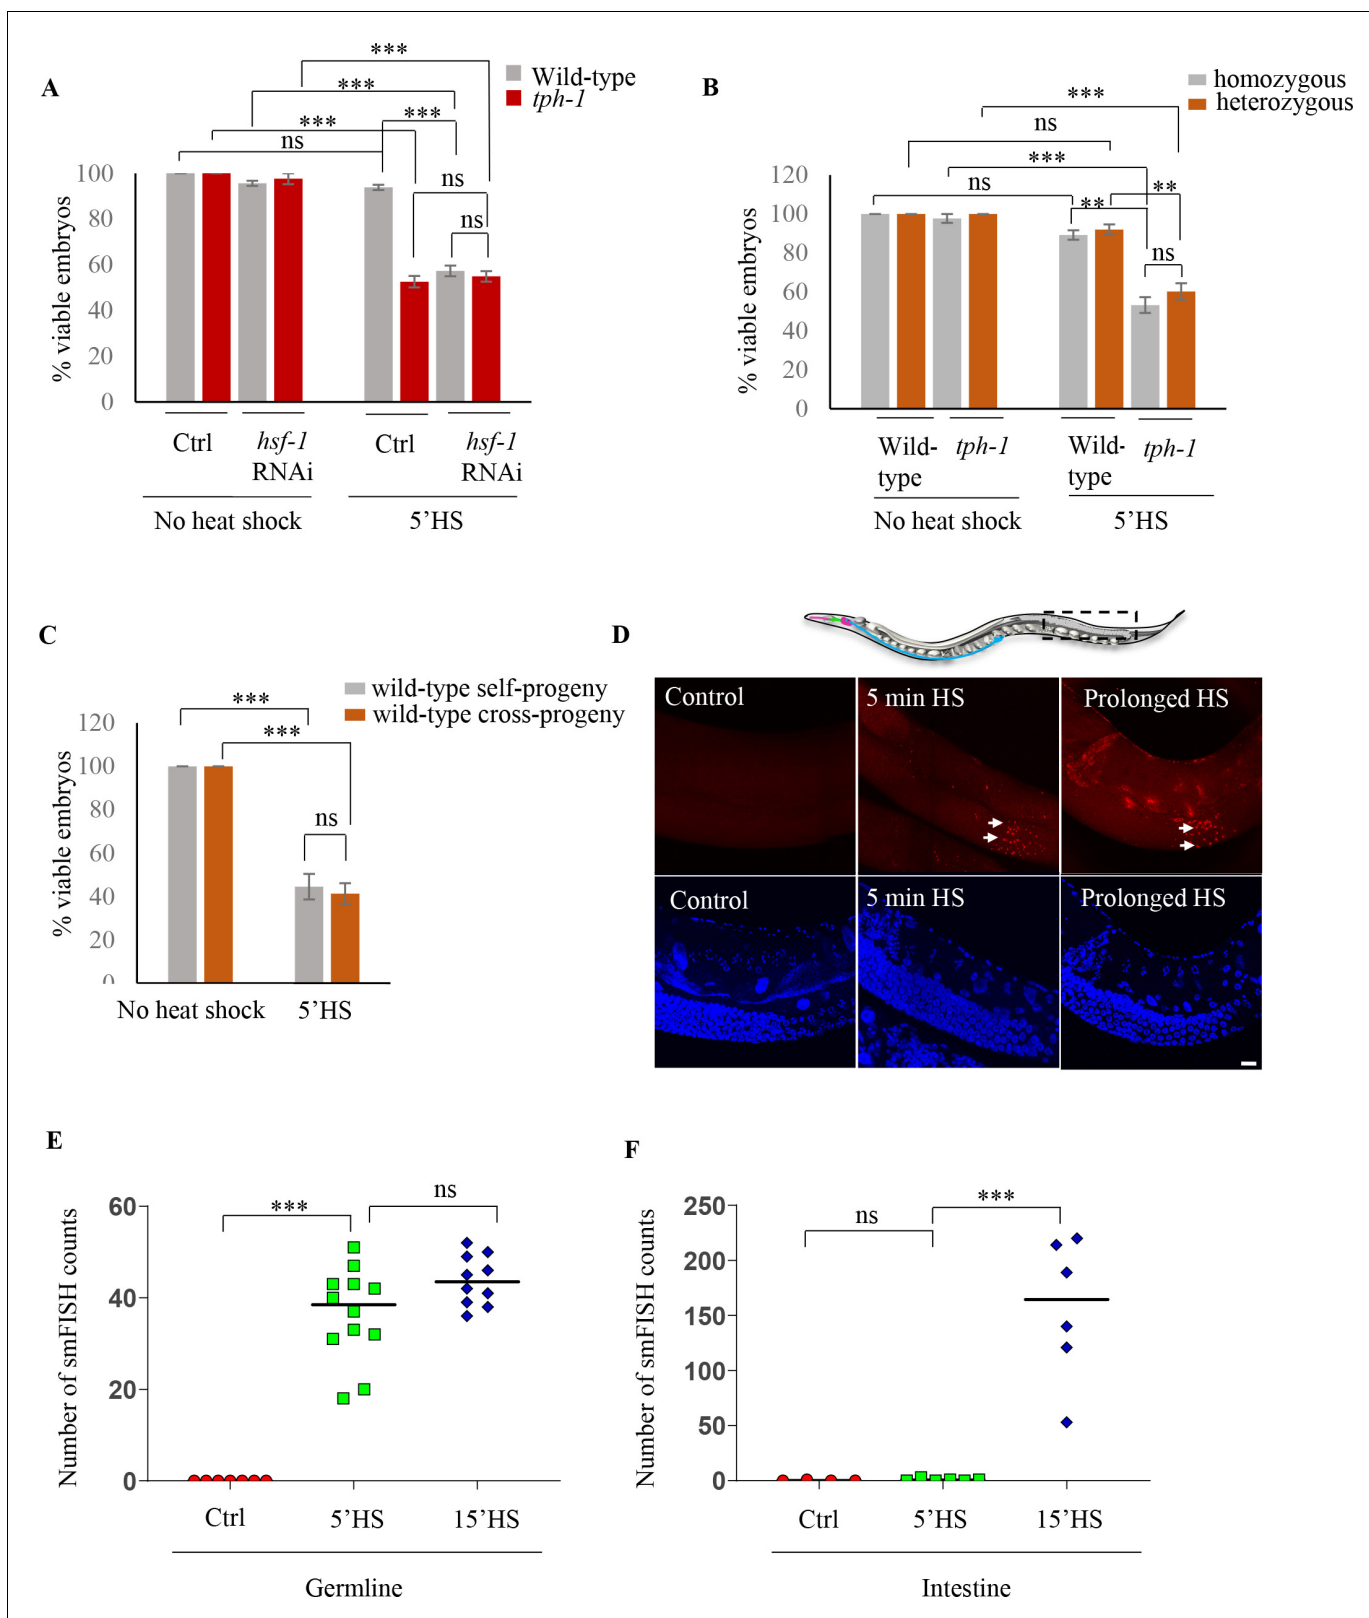 A
***
Wild-type
tph-1
***
***
***
ns
ns
ns
% viable embryos
100
80
60
40
20
0
Ctrl
hsf-1
RNAi
Ctrl
hsf-1
RNAi
No heat shock
5’HS
B
homozygous
heterozygous
***
ns
***
ns
**
**
ns
% viable embryos
120
100
80
60
40
20
0
Wild-
type
tph-1
Wild-
type
tph-1
No heat shock
5’HS
C
wild-type self-progeny
wild-type cross-progeny
***
***
ns
% viable embryos
120
100
80
60
40
20
0
No heat shock
5’HS
D
Control
5 min HS
Prolonged HS
Control
5 min HS
Prolonged HS
E
***
ns
Number of smFISH counts
60
40
20
0
Ctrl
5’HS
15’HS
Germline
F
ns
***
Number of smFISH counts
250
200
150
100
50
0
Ctrl
5’HS
15’HS
Intestine